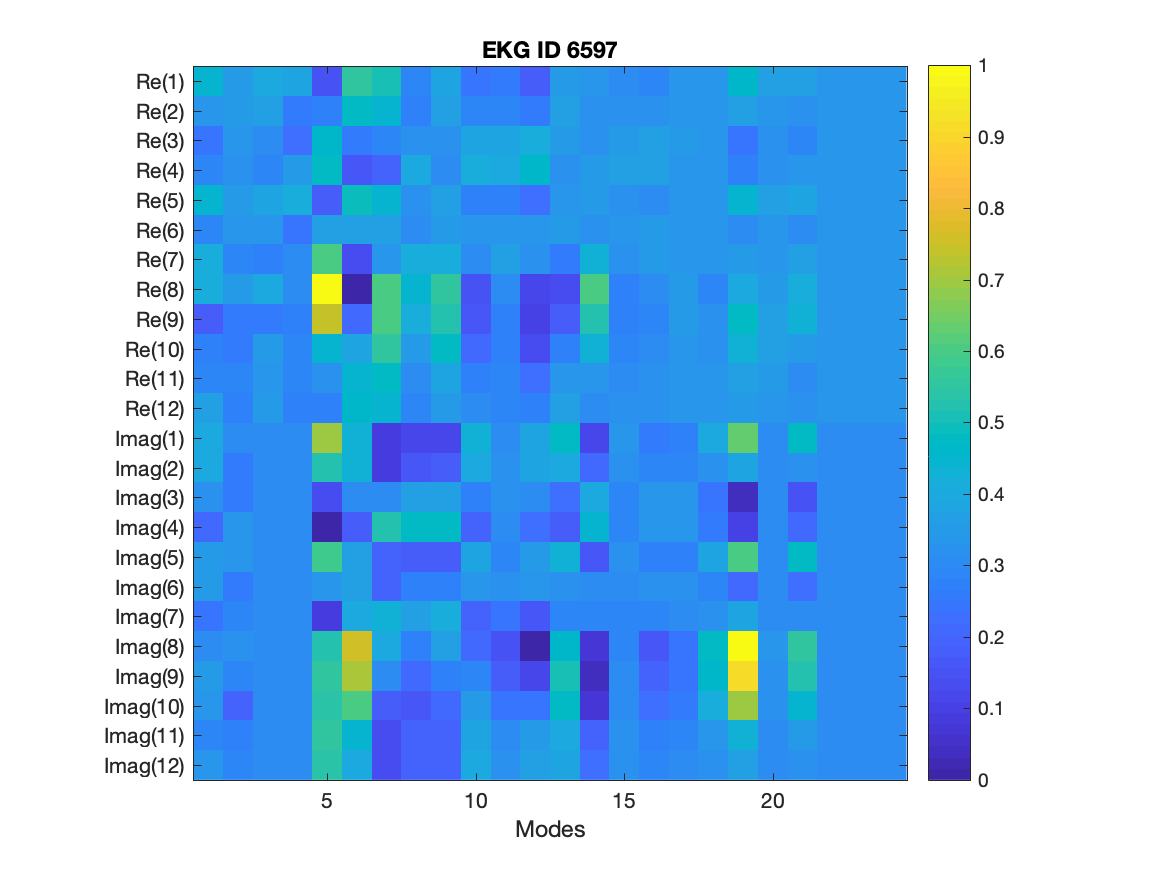 EKG ID 6597
Re(1)
Re(2)
Re(3)
Re(4)
Re(5)
Re(6)
Re(7)
Re(8)
Re(9)
Re(10)
Re(11)
Re(12)
Imag(1)
Imag(2)
Imag(3)
Imag(4)
Imag(5)
Imag(6)
Imag(7)
Imag(8)
Imag(9)
Imag(10)
Imag(11)
Imag(12)
5 10 15 20
Modes
1
0.9
0.8
0.7
0.6
0.5
0.4
0.3
0.2
0.1
0